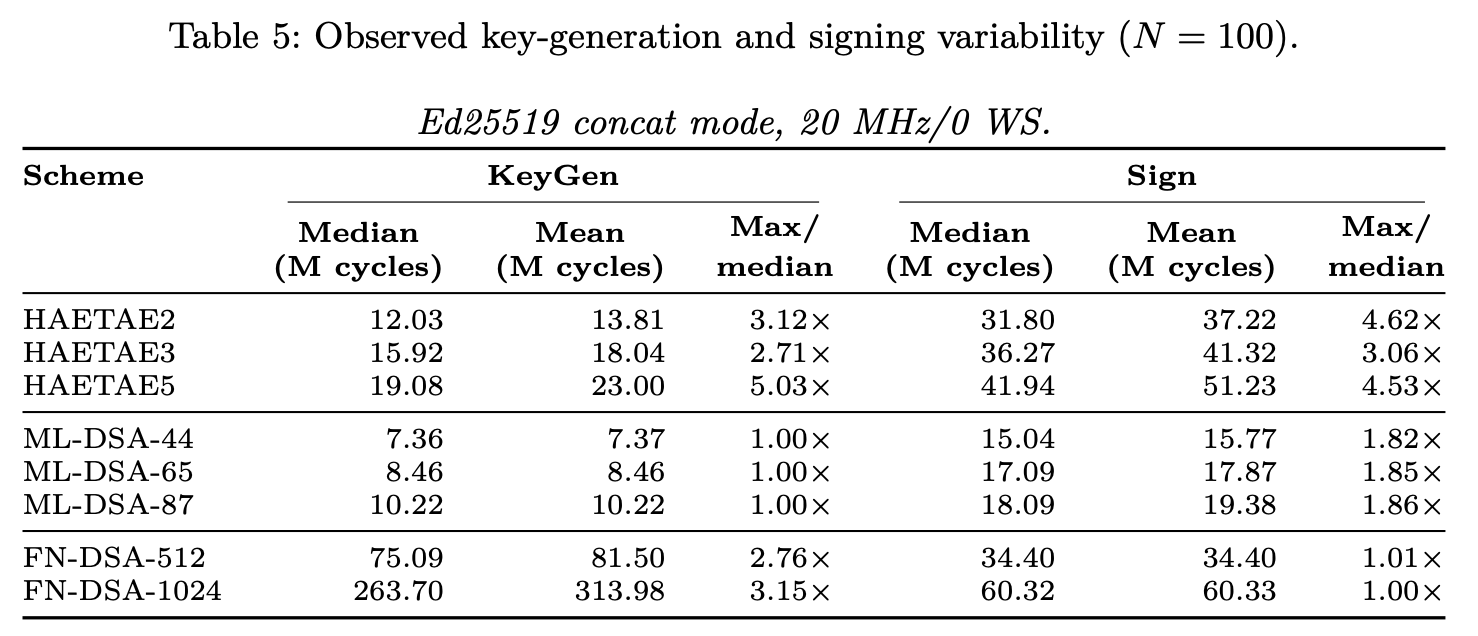 Table 5: Observed key-generation and signing variability (N = 100).
Ed25519 concat mode, 20 MHz/0 WS.
Scheme KeyGen Sign
Median Mean Max/ Median Mean Max/
(M cycles) (M cycles) median (M cycles) (M cycles) median
HAETAE2 12.03 13.81 3.12× 31.80 37.22 4.62×
HAETAE3 15.92 18.04 2.71× 36.27 41.32 3.06×
HAETAE5 19.08 23.00 5.03× 41.94 51.23 4.53×
ML-DSA-44 7.36 7.37 1.00× 15.04 15.77 1.82×
ML-DSA-65 8.46 8.46 1.00× 17.09 17.87 1.85×
ML-DSA-87 10.22 10.22 1.00× 18.09 19.38 1.86×
FN-DSA-512 75.09 81.50 2.76× 34.40 34.40 1.01×
FN-DSA-1024 263.70 313.98 3.15× 60.32 60.33 1.00×